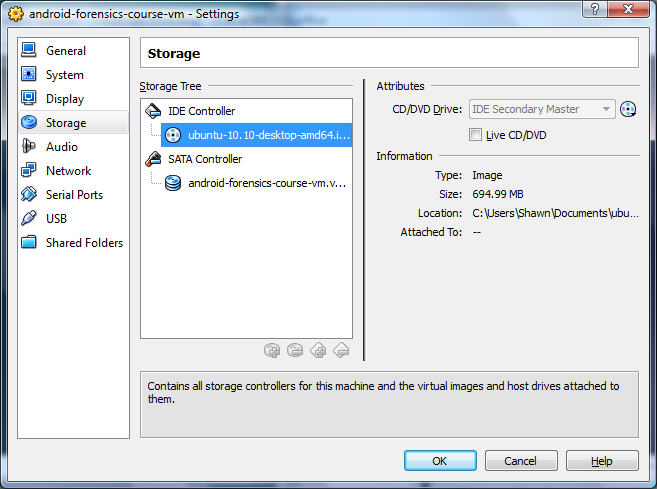 android-forensics-course-vm - Settings
General
System
Display
Storage
Audio
Network
Serial Ports
USB
Shared Folders
Storage
Storage Tree
IDE Controller
ubuntu-10.10-desktop-amd64.i...
SATA Controller
android-forensics-course-vm.v...
Attributes
CD/DVD Drive: IDE Secondary Master
Live CD/DVD
Information
Type: Image
Size: 694.99 MB
Location: C:\Users\Shawn\Documents\ubu...
Attached To: --
Contains all storage controllers for this machine and the virtual images and host drives attached to
them.
OK Cancel Help